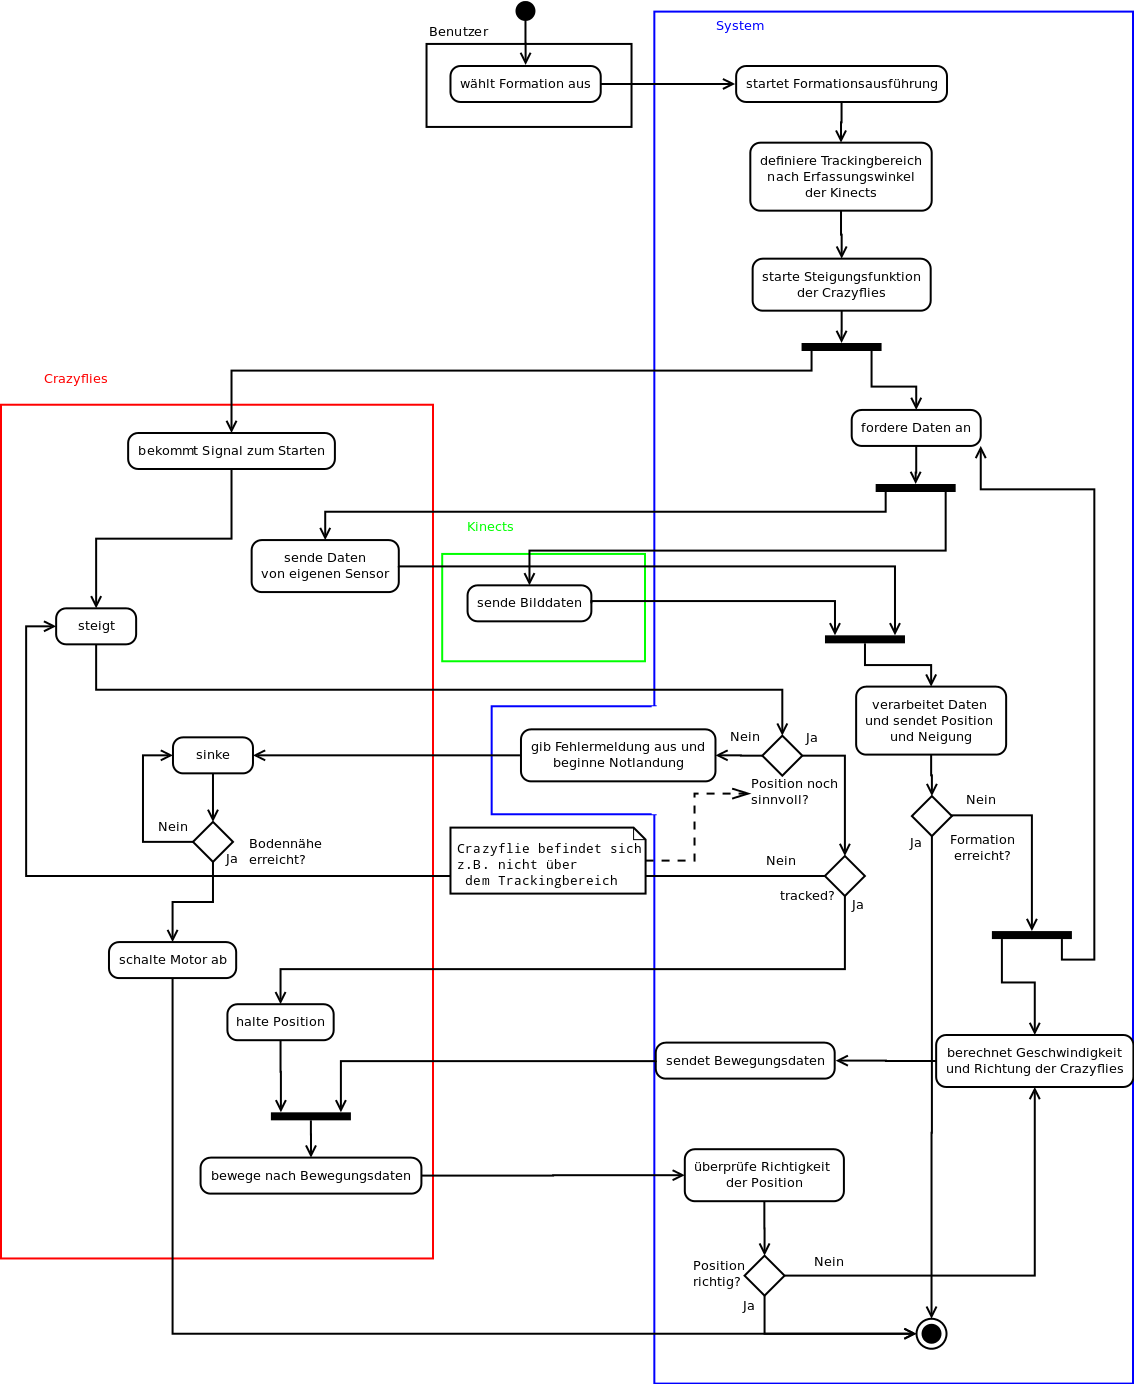 System
Benutzer
wählt Formation aus
startet Formationsausführung
definiere Trackingbereich
nach Erfassungswinkel
der Kinects
starte Steigungsfunktion
der Crazyflies
Crazyflies
fordere Daten an
bekommt Signal zum Starten
KInects
sende Daten
von eigenen Sensor
sende Bilddaten
steigt
verarbeitet Daten
und sendet Position
und Neigung
Nein
Ja
gib Fehlermeldung aus und
beginne Notlandung
sinke
Position noch
sinnvoll?
Nein
Nein
Bodennähe
erreicht?
Ja
Ja
Formation
erreicht?
Crazyflie befindet sich
z.B. nicht über
dem Trackingbereich
Nein
tracked?
Ja
schalte Motor ab
halte Position
sendet Bewegungsdaten
berechnet Geschwindigkeit
und Richtung der Crazyflies
bewege nach Bewegungsdaten
überprüfe Richtigkeit
der Position
Position
richtig?
Nein
Ja